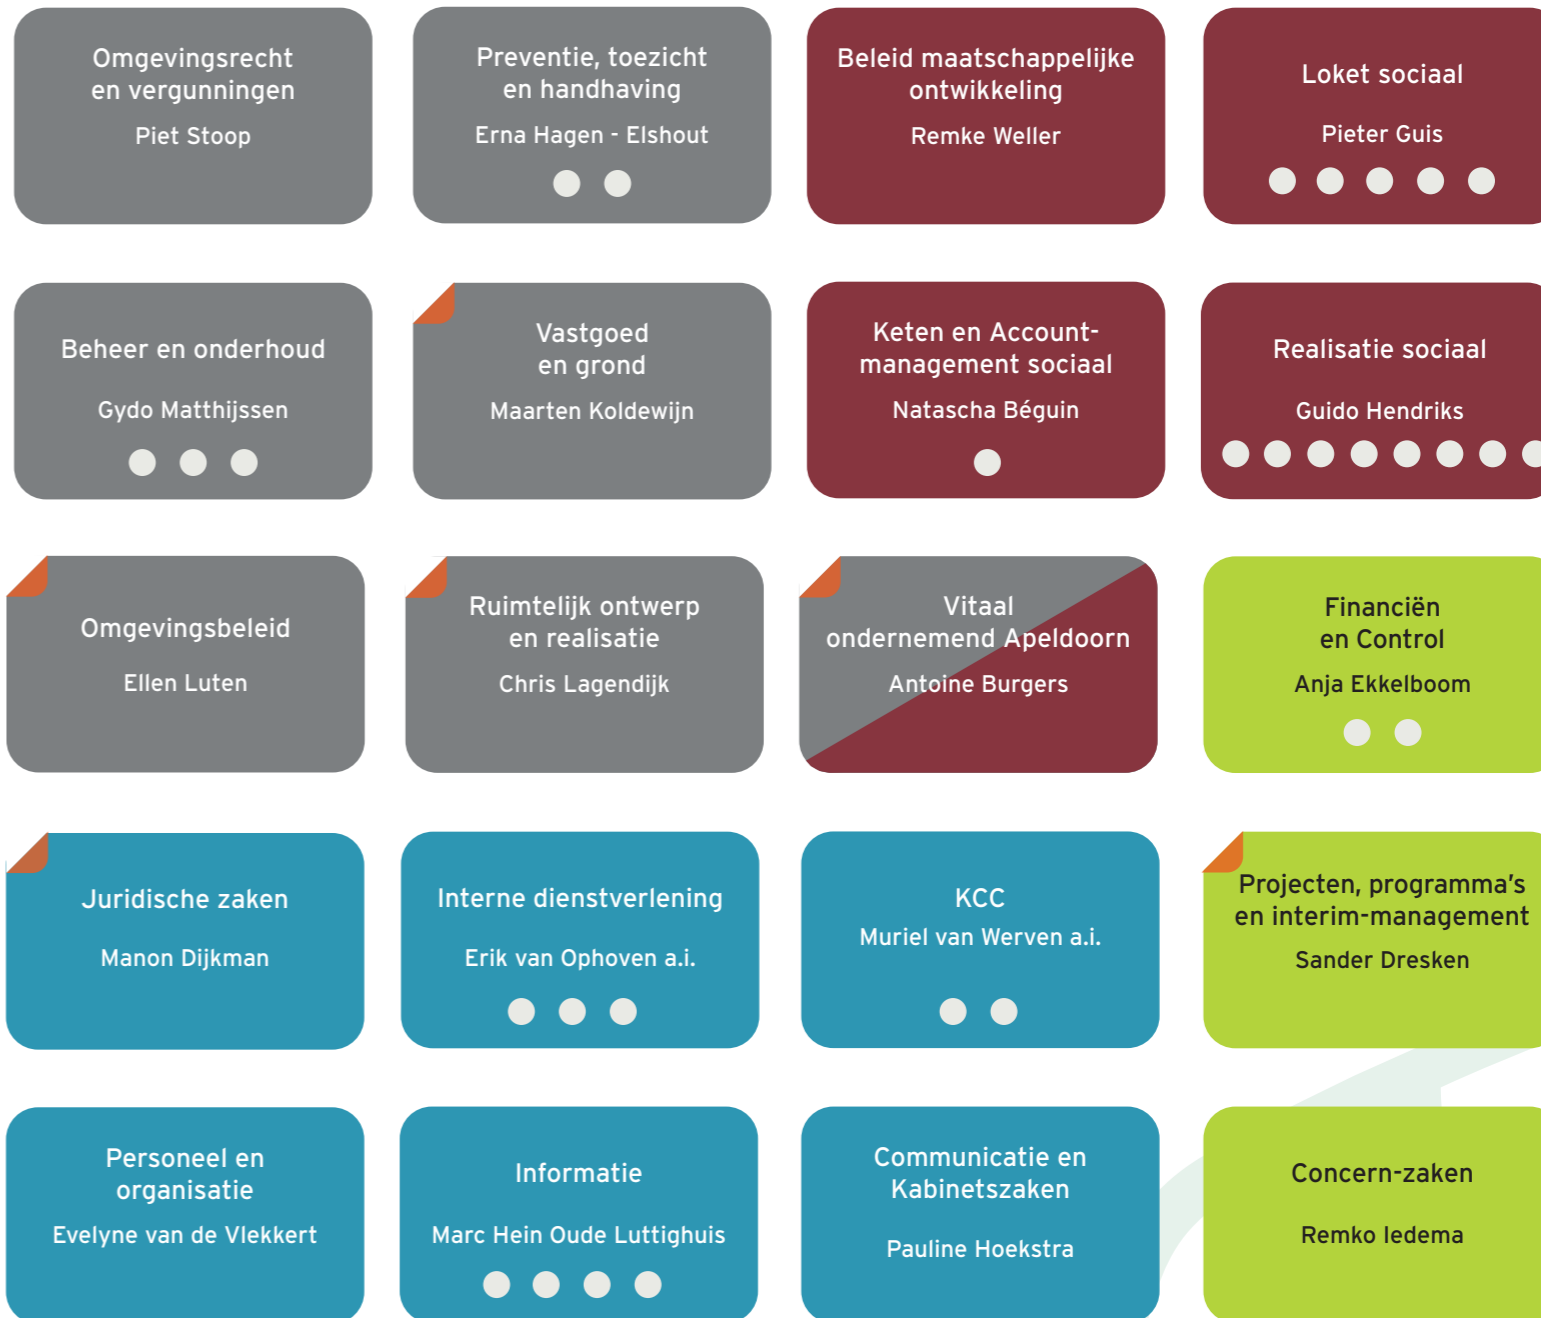 Omgevingsrecht
en vergunningen
Piet Stoop
Preventie, toezicht
en handhaving
Erna Hagen - Elshout
Beleid maatschappelijke
ontwikkeling
Remke Weller
Loket sociaal
Pieter Guis
Beheer en onderhoud
Gydo Matthijssen
Vastgoed
en grond
Maarten Koldewijn
Keten en Account-
management sociaal
Natascha Béguin
Realisatie sociaal
Guido Hendriks
Omgevingsbeleid
Ellen Luten
Ruimtelijk ontwerp
en realisatie
Chris Lagendijk
Vitaal
ondernemend Apeldoorn
Antoine Burgers
Financiën
en Control
Anja Ekkelboom
Juridische zaken
Manon Dijkman
Interne dienstverlening
Erik van Ophoven a.i.
KCC
Muriel van Werven a.i.
Projecten, programma's
en interim-management
Sander Dresken
Personeel en
organisatie
Evelyne van de Vlekkert
Informatie
Marc Hein Oude Luttighuis
Communicatie en
Kabinetszaken
Pauline Hoekstra
Concern-zaken
Remko Iedema